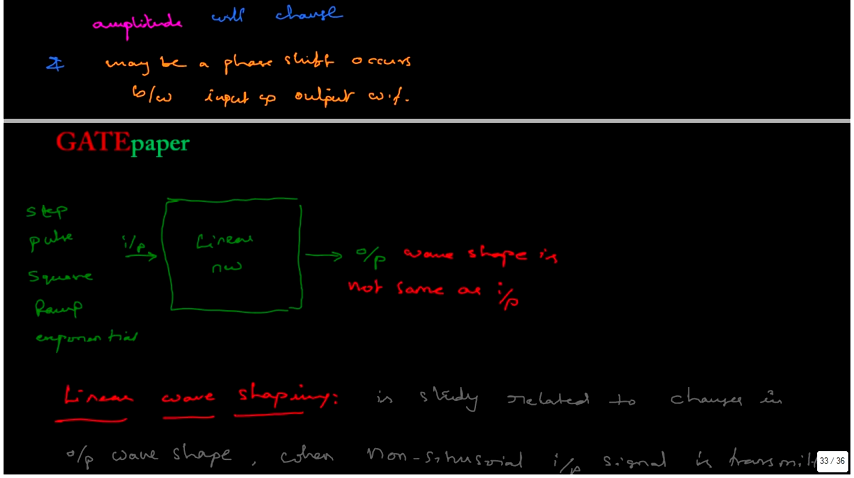 amplitude will change
* may be a phase shift occurs
b/w input & output w.f.
GATEpaper
step
pulse
square
Ramp
exponential
i/p
Linear
nw
o/p wave shape is
not same as i/p
Linear wave shaping: is study related to changes in
o/p wave shape, when Non-sinusoidal i/p signal is transmit
33 / 36